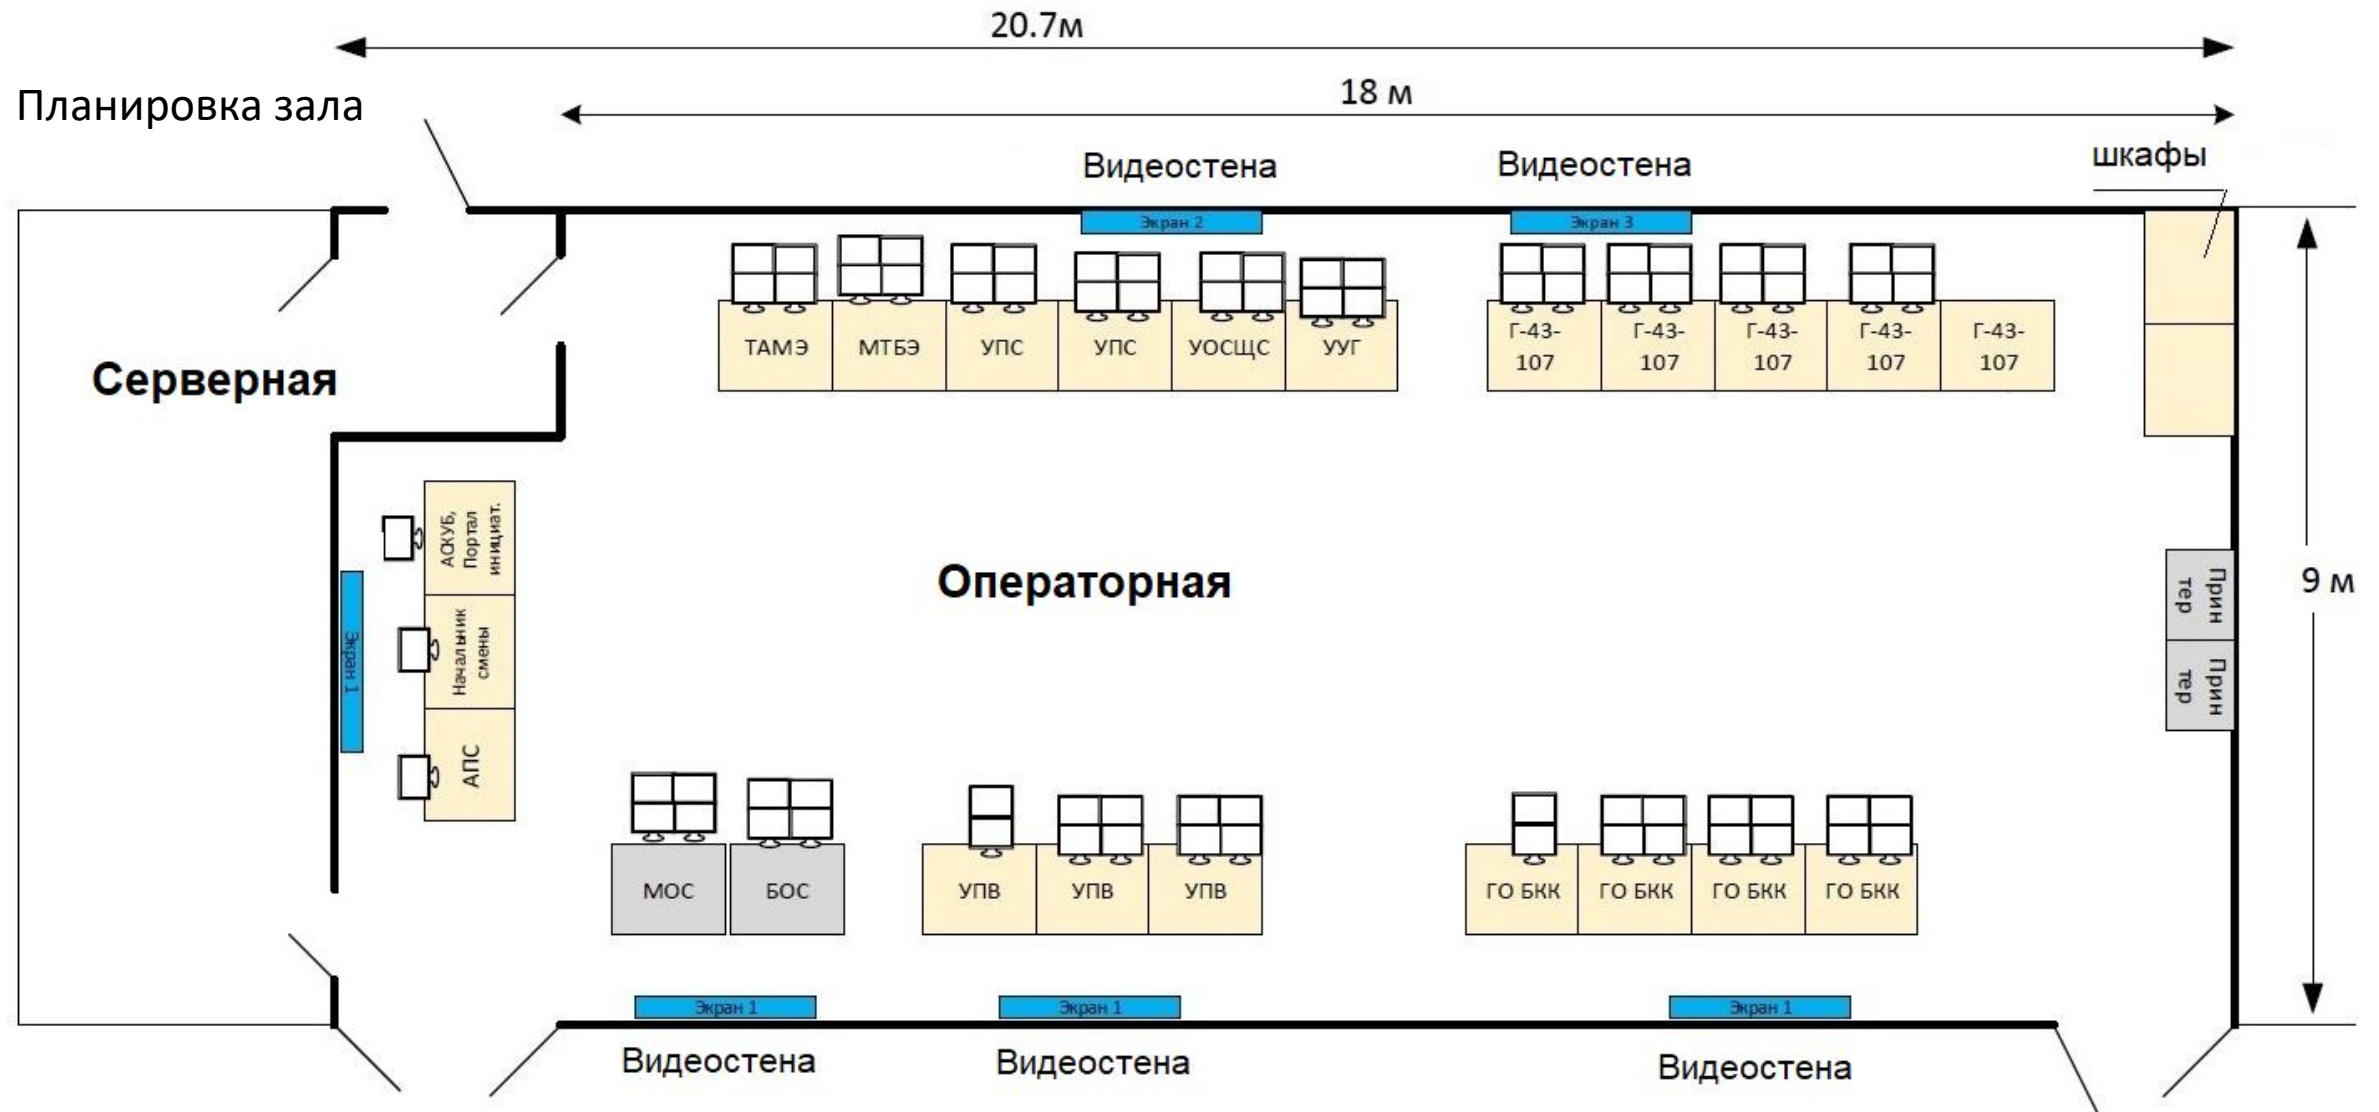 20.7м
18 м
Планировка зала
Видеостена
Видеостена
шкафы
Экран 2
Экран 3
ТАМЭ
МТБЭ
УПС
УПС
УОСЩС
УУГ
Г-43-
107
Г-43-
107
Г-43-
107
Г-43-
107
Г-43-
107
Серверная
АСКУБ,
Портал
инициат.
Начальник
смены
АПС
Экран 1
Операторная
Прин
тер
Прин
тер
9 м
МОС
БОС
УПВ
УПВ
УПВ
ГО БКК
ГО БКК
ГО БКК
ГО БКК
Экран 1
Экран 1
Экран 1
Видеостена
Видеостена
Видеостена